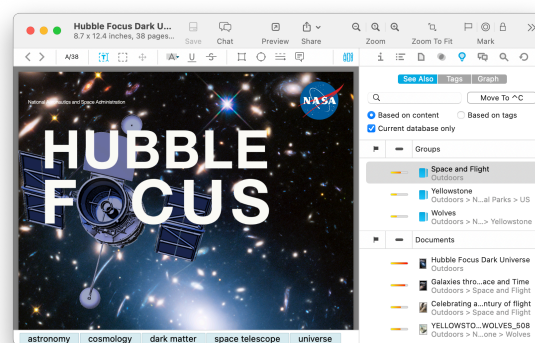 Hubble Focus Dark U...
8.7 x 12.4 inches, 38 pages...
Save
Chat
Preview
Share
Zoom
Zoom To Fit
Mark
A/38
See Also
Tags
Graph
National Aeronautics and Space Administration
NASA
HUBBLE
FOCUS
Move To ^C
Based on content
Based on tags
Current database only
Groups
Space and Flight
Outdoors
Yellowstone
Outdoors > N...al Parks > US
Wolves
Outdoors > N...> Yellowstone
Documents
Hubble Focus Dark Universe
Outdoors
Galaxies thro...ace and Time
Outdoors > Space and Flight
Celebrating a...ntury of flight
Outdoors > Space and Flight
YELLOWSTO...WOLVES_508
Outdoors > N...one > Wolves
astronomy
cosmology
dark matter
space telescope
universe